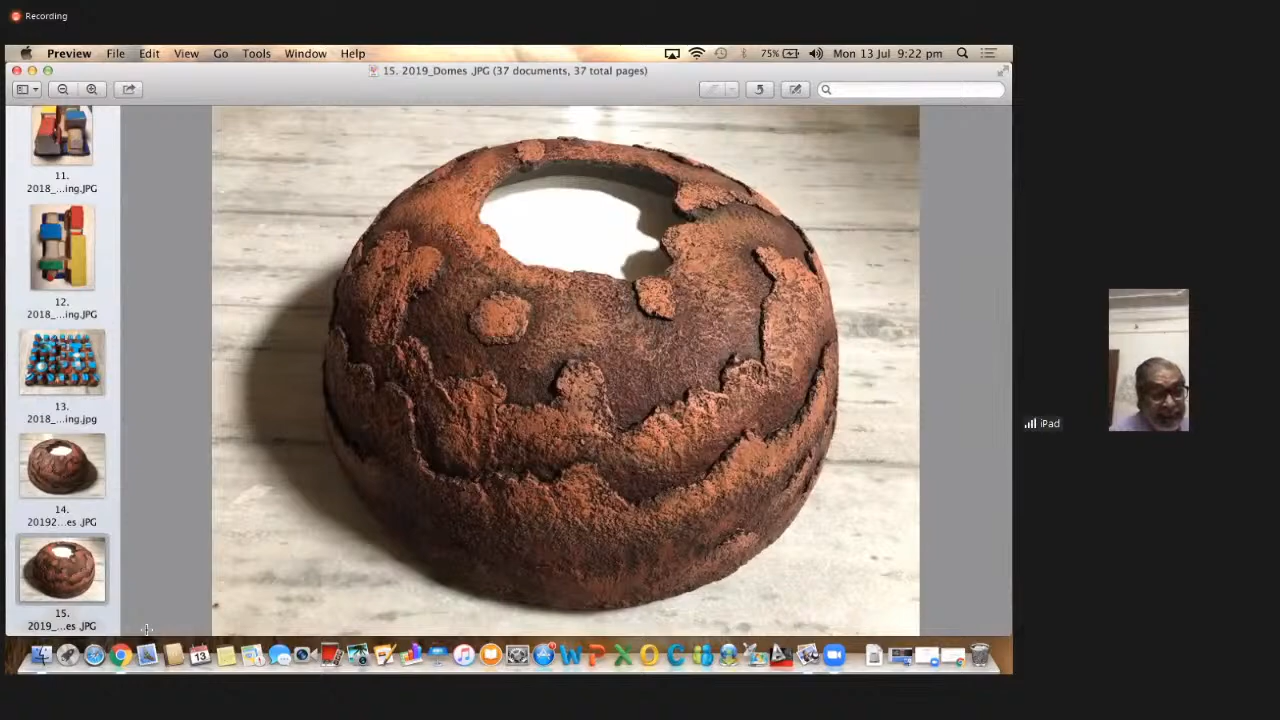 Recording
Preview File Edit View Go Tools Window Help
75% Mon 13 Jul 9:22 pm
15. 2019_Domes .JPG (37 documents, 37 total pages)
11.
2018_...ing.JPG
12.
2018_...ing.JPG
13.
2018_...ing.jpg
14.
20192...es .JPG
15.
2019_...es .JPG
iPad
13